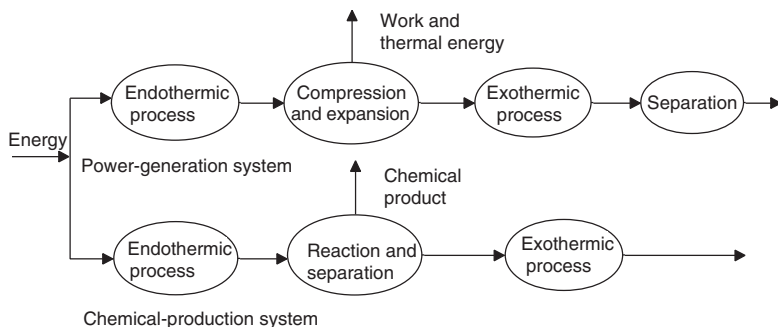 Work and
thermal energy
Endothermic
process
Compression
and expansion
Exothermic
process
Separation
Energy
Power-generation system
Chemical
product
Endothermic
process
Reaction and
separation
Exothermic
process
Chemical-production system